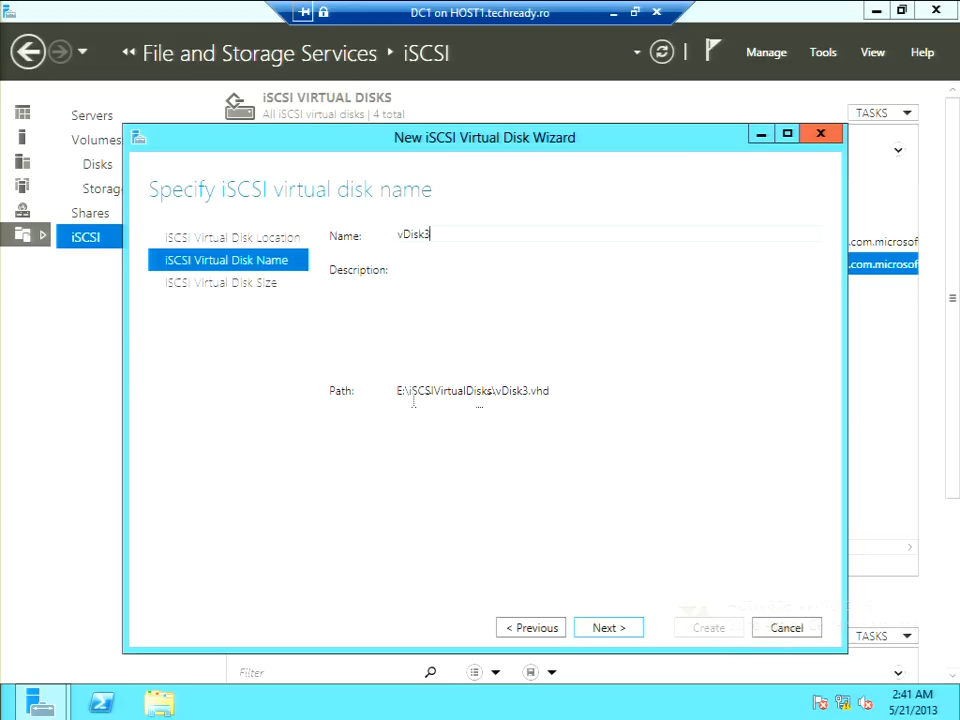 DC1 on HOST1.techready.ro
File and Storage Services
iSCSI
Manage
Tools
View
Help
Servers
Volumes
Disks
Storag
Shares
iSCSI
iSCSI VIRTUAL DISKS
All iSCSI virtual disks | 4 total
TASKS
New iSCSI Virtual Disk Wizard
Specify iSCSI virtual disk name
iSCSI Virtual Disk Location
iSCSI Virtual Disk Name
iSCSI Virtual Disk Size
Name: vDisk3
Description:
Path: E:\iSCSIVirtualDisks\vDisk3.vhd
.com.microsof
.com.microsoft
< Previous
Next >
Create
Cancel
TASKS
Filter
2:41 AM
5/21/2013